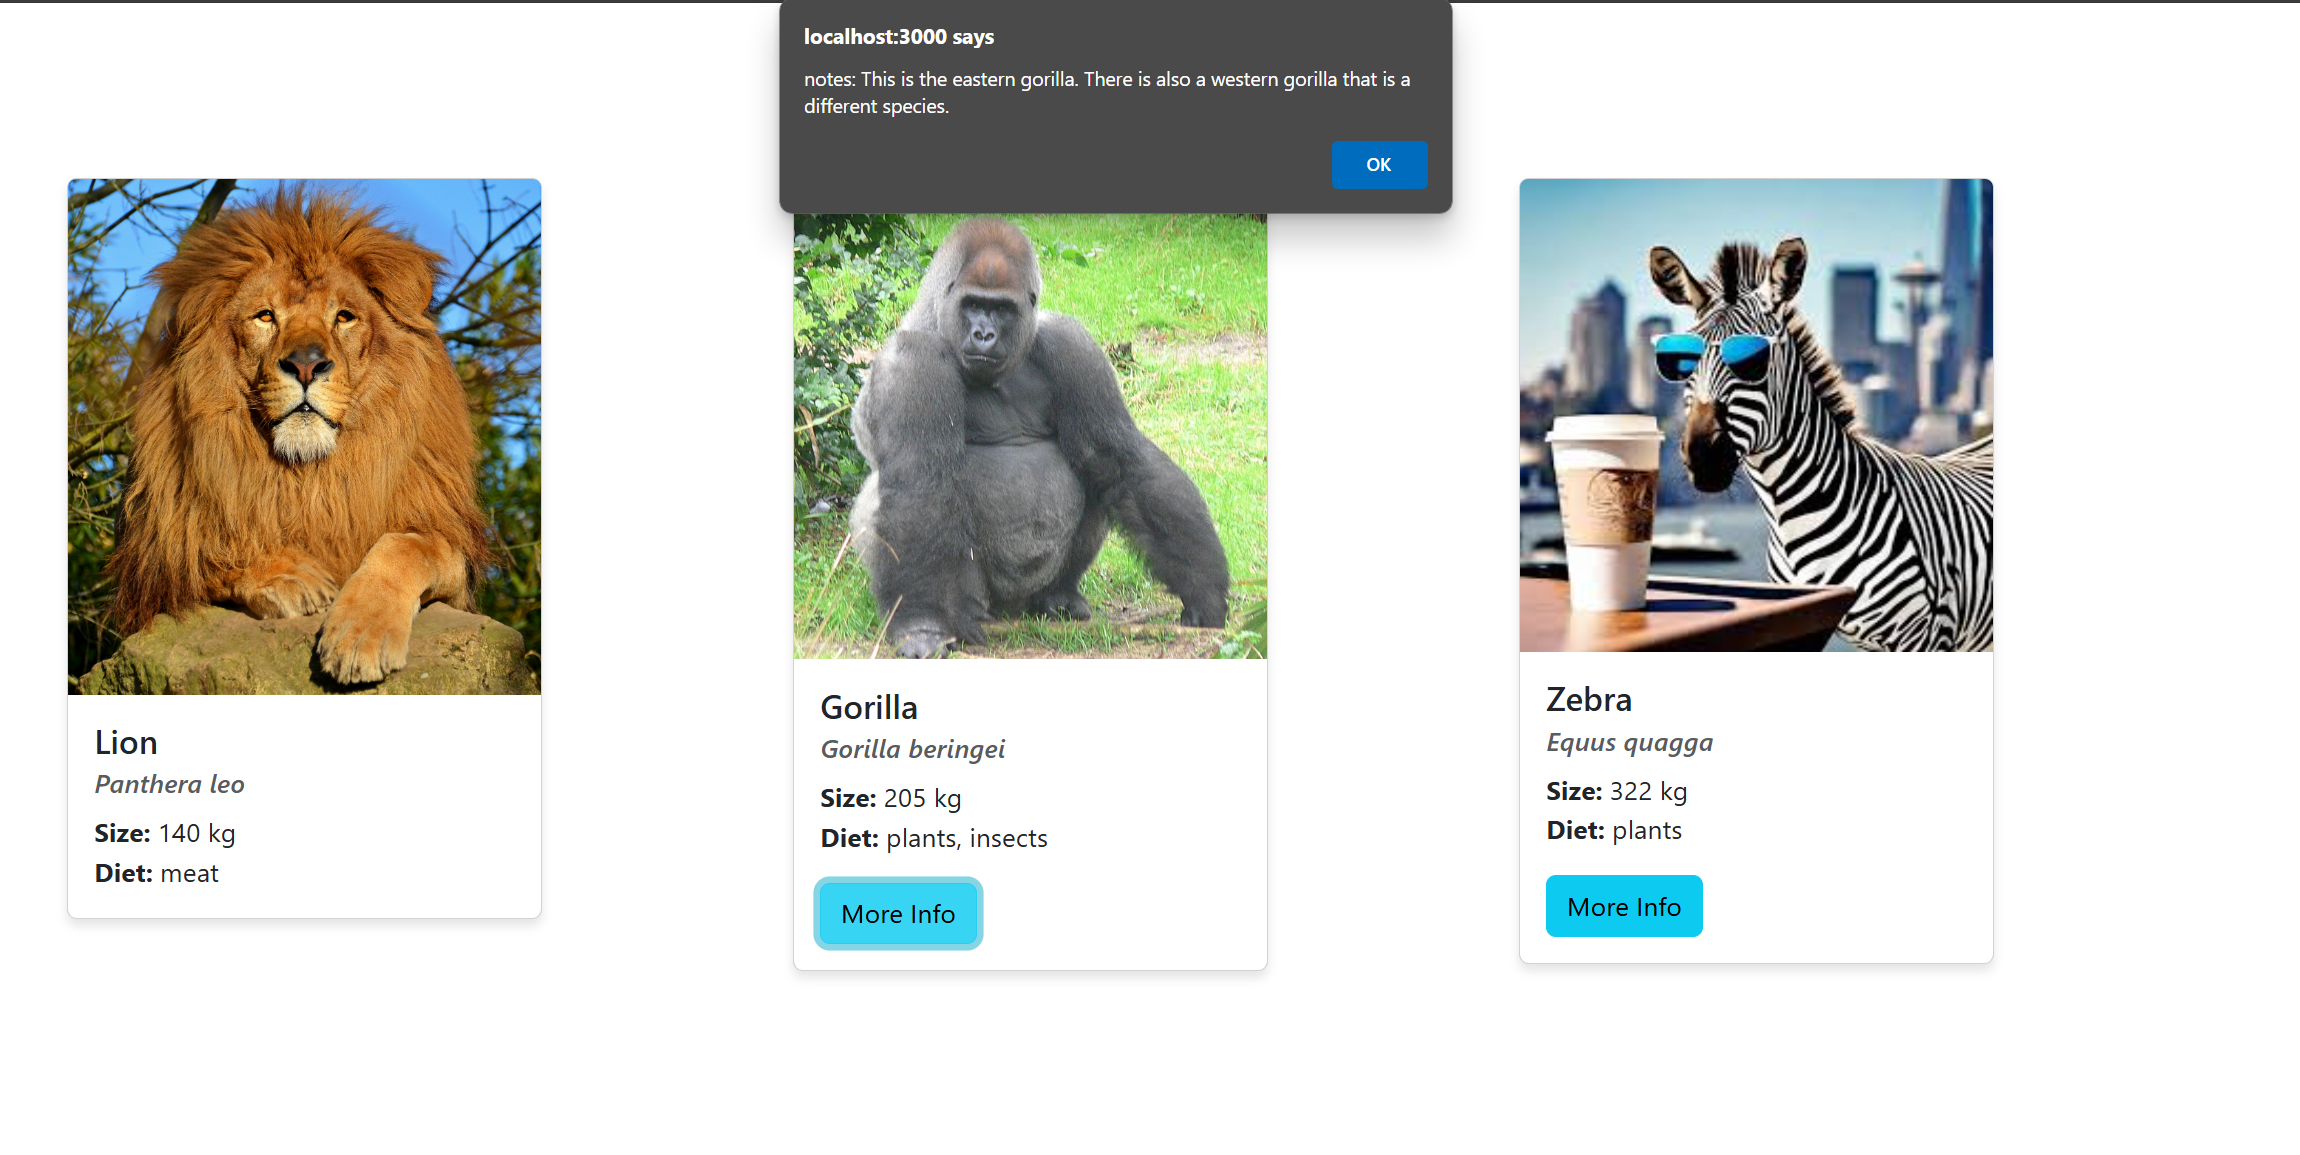 localhost:3000 says
notes: This is the eastern gorilla. There is also a western gorilla that is a
different species.
OK
Lion
Panthera leo
Size: 140 kg
Diet: meat
Gorilla
Gorilla beringei
Size: 205 kg
Diet: plants, insects
More Info
Zebra
Equus quagga
Size: 322 kg
Diet: plants
More Info